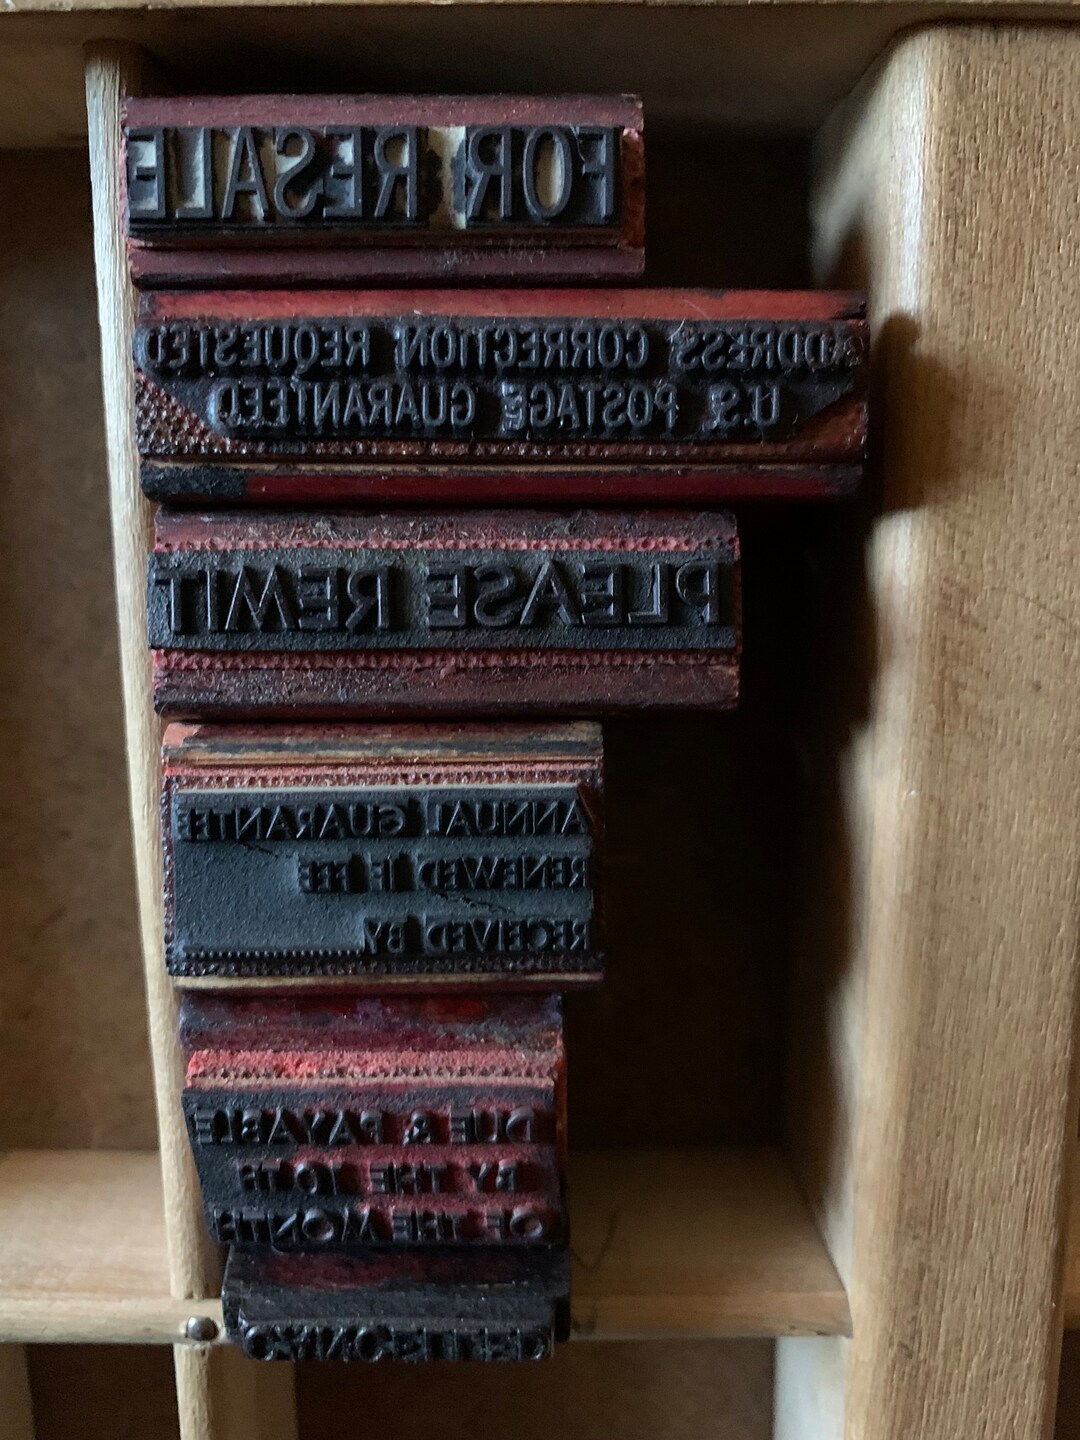 FOR RESALE
ADDRESS CORRECTION REQUESTED
U.S. POSTAGE GUARANTEED
PLEASE REMIT
ANNUAL GUARANTEE
RENEWED IF FEE
RECEIVED BY
DUE & PAYABLE
BY THE 10TH
OF THE MONTH